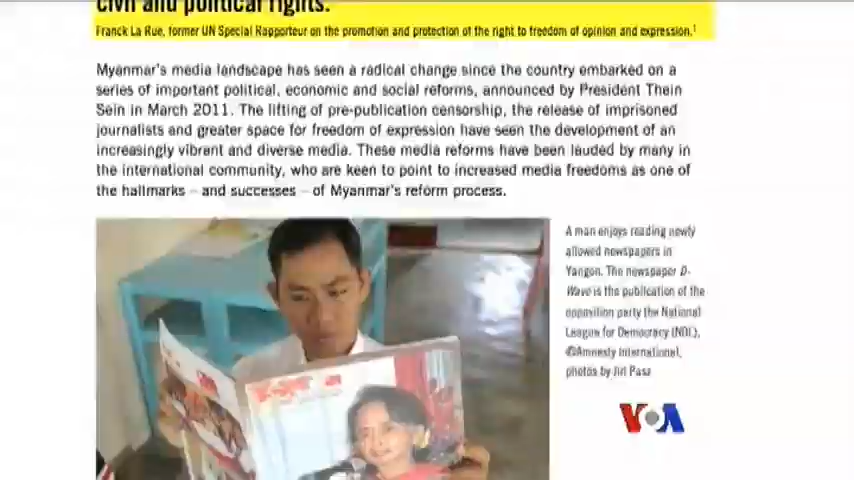 civil and political rights.
Franck La Rue, former UN Special Rapporteur on the promotion and protection of the right to freedom of opinion and expression.1
Myanmar's media landscape has seen a radical change since the country embarked on a
series of important political, economic and social reforms, announced by President Thein
Sein in March 2011. The lifting of pre-publication censorship, the release of imprisoned
journalists and greater space for freedom of expression have seen the development of an
increasingly vibrant and diverse media. These media reforms have been lauded by many in
the international community, who are keen to point to increased media freedoms as one of
the hallmarks – and successes – of Myanmar's reform process.
A man enjoys reading newly
allowed newspapers in
Yangon. The newspaper D-
Wave is the publication of the
opposition party the National
League for Democracy (NDL),
©Amnesty International,
photos by Jiří Pasz
VOA